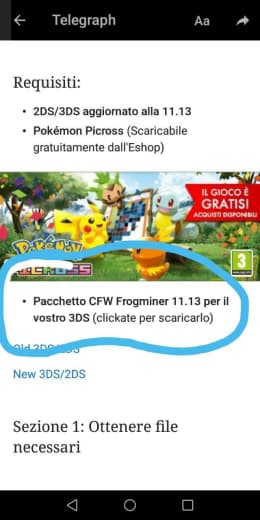 Telegraph
Aa
Requisiti:
• 2DS/3DS aggiornato alla 11.13
• Pokémon Picross (Scaricabile
gratuitamente dall'Eshop)
IL GIOCO È
GRATIS!
ACQUISTI DISPONIBILI
POKéMON
PICROSS
3
• Pacchetto CFW Frogminer 11.13 per il
vostro 3DS (clickate per scaricarlo)
Old 3DS/2DS
New 3DS/2DS
Sezione 1: Ottenere file
necessari